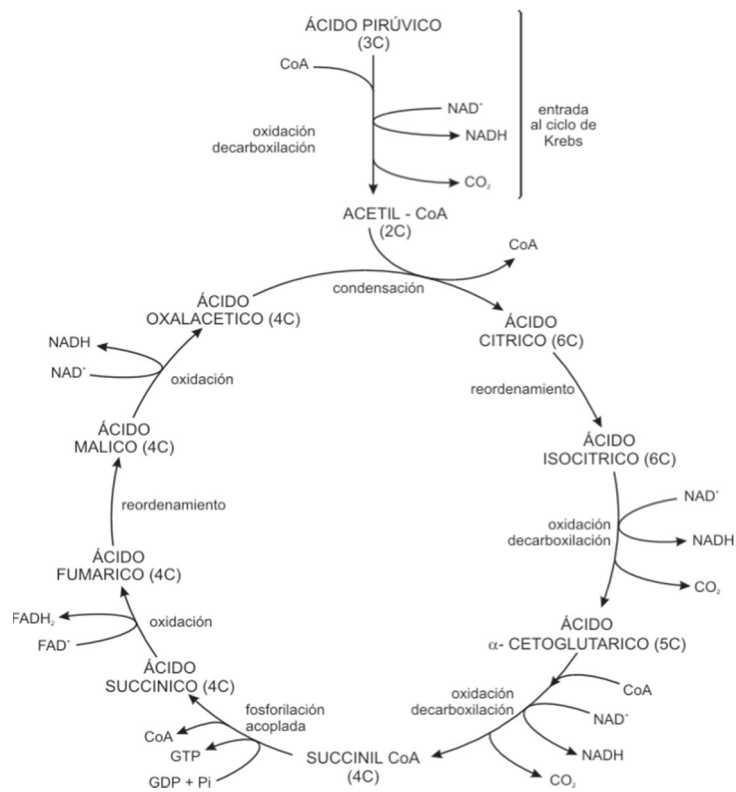 ÁCIDO PIRÚVICO
(3C)
CoA
NAD⁺
NADH
oxidación
decarboxilación
CO₂
entrada
al ciclo de
Krebs
ACETIL - CoA
(2C)
CoA
condensación
ÁCIDO
OXALACETICO (4C)
ÁCIDO
CITRICO (6C)
NADH
NAD⁺
oxidación
reordenamiento
ÁCIDO
MALICO (4C)
ÁCIDO
ISOCITRICO (6C)
reordenamiento
NAD⁺
oxidación
decarboxilación
NADH
CO₂
ÁCIDO
FUMARICO (4C)
FADH₂
FAD⁺
oxidación
ÁCIDO
α- CETOGLUTARICO (5C)
ÁCIDO
SUCCINICO (4C)
oxidación
decarboxilación
CoA
NAD⁺
NADH
CO₂
fosforilación
acoplada
CoA
GTP
GDP + Pi
SUCCINIL CoA
(4C)